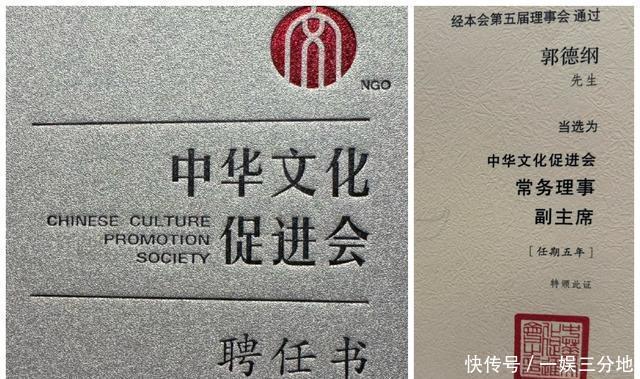 NGO
中华文化
CHINESE CULTURE
PROMOTION
SOCIETY
促进会
聘任书
经本会第五届理事会 通过
郭德纲
先生
当选为
中华文化促进会
常务理事
副主席
[任期五年]
特颁此证
快传号／一娱三分地